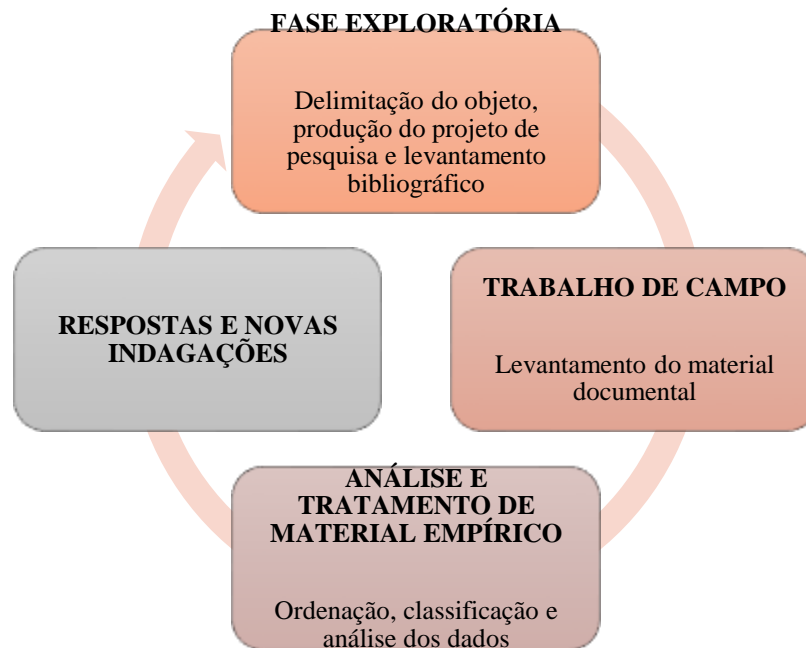 FASE EXPLORATÓRIA
Delimitação do objeto,
produção do projeto de
pesquisa e levantamento
bibliográfico
TRABALHO DE CAMPO
Levantamento do material
documental
ANÁLISE E
TRATAMENTO DE
MATERIAL EMPÍRICO
Ordenação, classificação e
análise dos dados
RESPOSTAS E NOVAS
INDAGAÇÕES